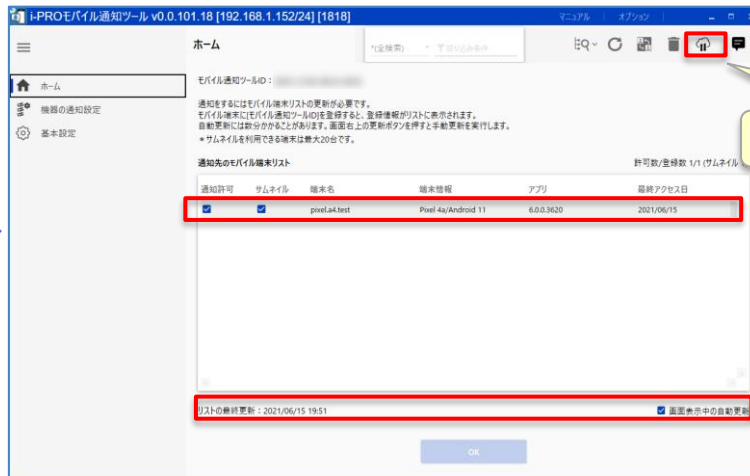 i-PROモバイル通知ツール v0.0.101.18 [192.168.1.152/24] [1818]
マニュアル オプション
ホーム
*(全検索) * 絞り込み条件
ホーム
機器の通知設定
基本設定
モバイル通知ツールID：
通知をするにはモバイル端末リストの更新が必要です。
モバイル端末に[モバイル通知ツールID]を登録すると、登録情報がリストに表示されます。
自動更新には数分かかることがあります。画面右上の更新ボタンを押すと手動更新を実行します。
*サムネイルを利用できる端末は最大20台です。
通知先のモバイル端末リスト 許可数/登録数 1/1 (サムネイル
通知許可 サムネイル 端末名 端末情報 アプリ 最終アクセス日
pixel.a4.test Pixel 4a/Android 11 6.0.0.3620 2021/06/15
リストの最終更新：2021/06/15 19:51 画面表示中の自動更新
OK